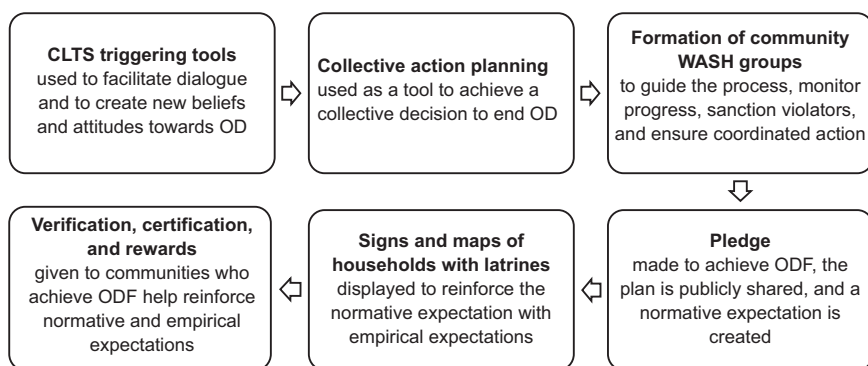 CLTS triggering tools
used to facilitate dialogue
and to create new beliefs
and attitudes towards OD
Collective action planning
used as a tool to achieve a
collective decision to end OD
Formation of community
WASH groups
to guide the process, monitor
progress, sanction violators,
and ensure coordinated action
Pledge
made to achieve ODF, the
plan is publicly shared, and a
normative expectation is
created
Signs and maps of
households with latrines
displayed to reinforce the
normative expectation with
empirical expectations
Verification, certification,
and rewards
given to communities who
achieve ODF help reinforce
normative and empirical
expectations